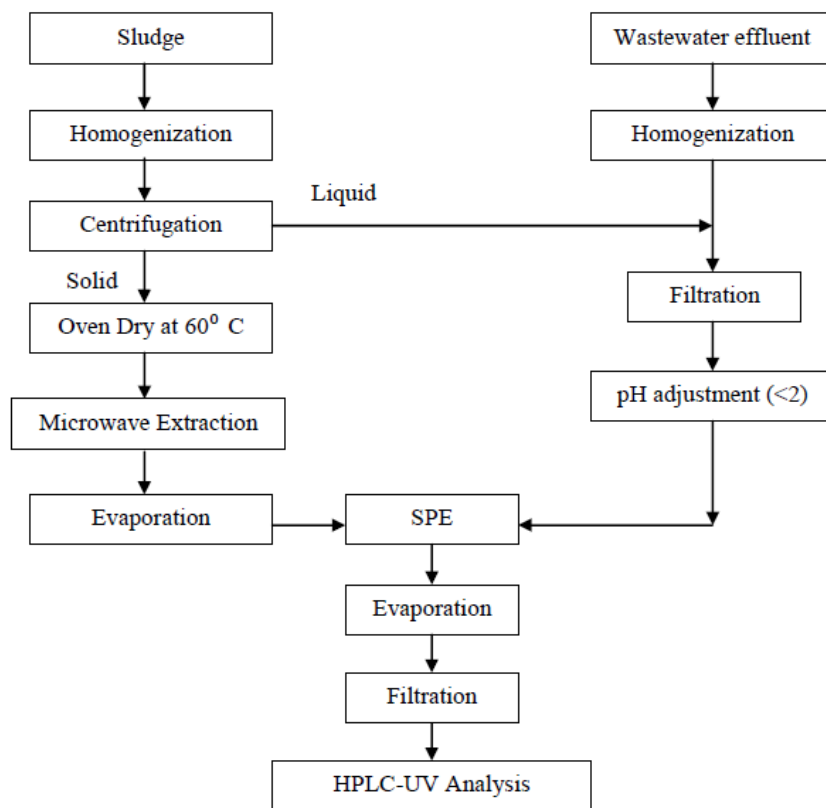 Sludge
Wastewater effluent
Homogenization
Homogenization
Liquid
Centrifugation
Solid
Filtration
Oven Dry at 60⁰ C
pH adjustment (<2)
Microwave Extraction
Evaporation
SPE
Evaporation
Filtration
HPLC-UV Analysis